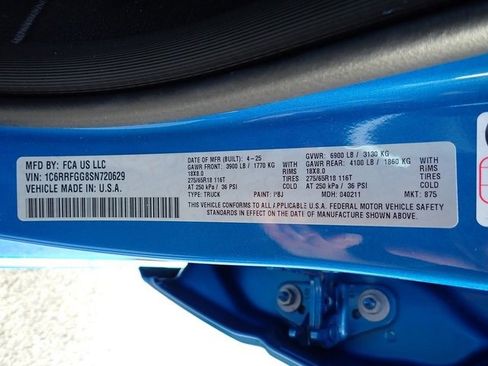 MFD BY: FCA US LLC
VIN: 1C6RRFGG8SN720629
VEHICLE MADE IN: U.S.A.
DATE OF MFR (BUILT): 4-25
GAWR FRONT: 3900 LB / 1770 KG WITH
18X8.0 RIMS
275/65R18 116T TIRES
AT 250 kPa / 36 PSI
TYPE: TRUCK PAINT: PBJ
GVWR: 6900 LB / 3130 KG
GAWR REAR: 4100 LB / 1860 KG WITH
18X8.0 RIMS
275/65R18 116T TIRES
AT 250 kPa / 36 PSI
MDH: 040211 MKT: 875
THIS VEHICLE CONFORMS TO ALL APPLICABLE U.S.A. FEDERAL MOTOR VEHICLE SAFETY
STANDARDS IN EFFECT ON THE DATE OF MANUFACTURE SHOWN ABOVE.